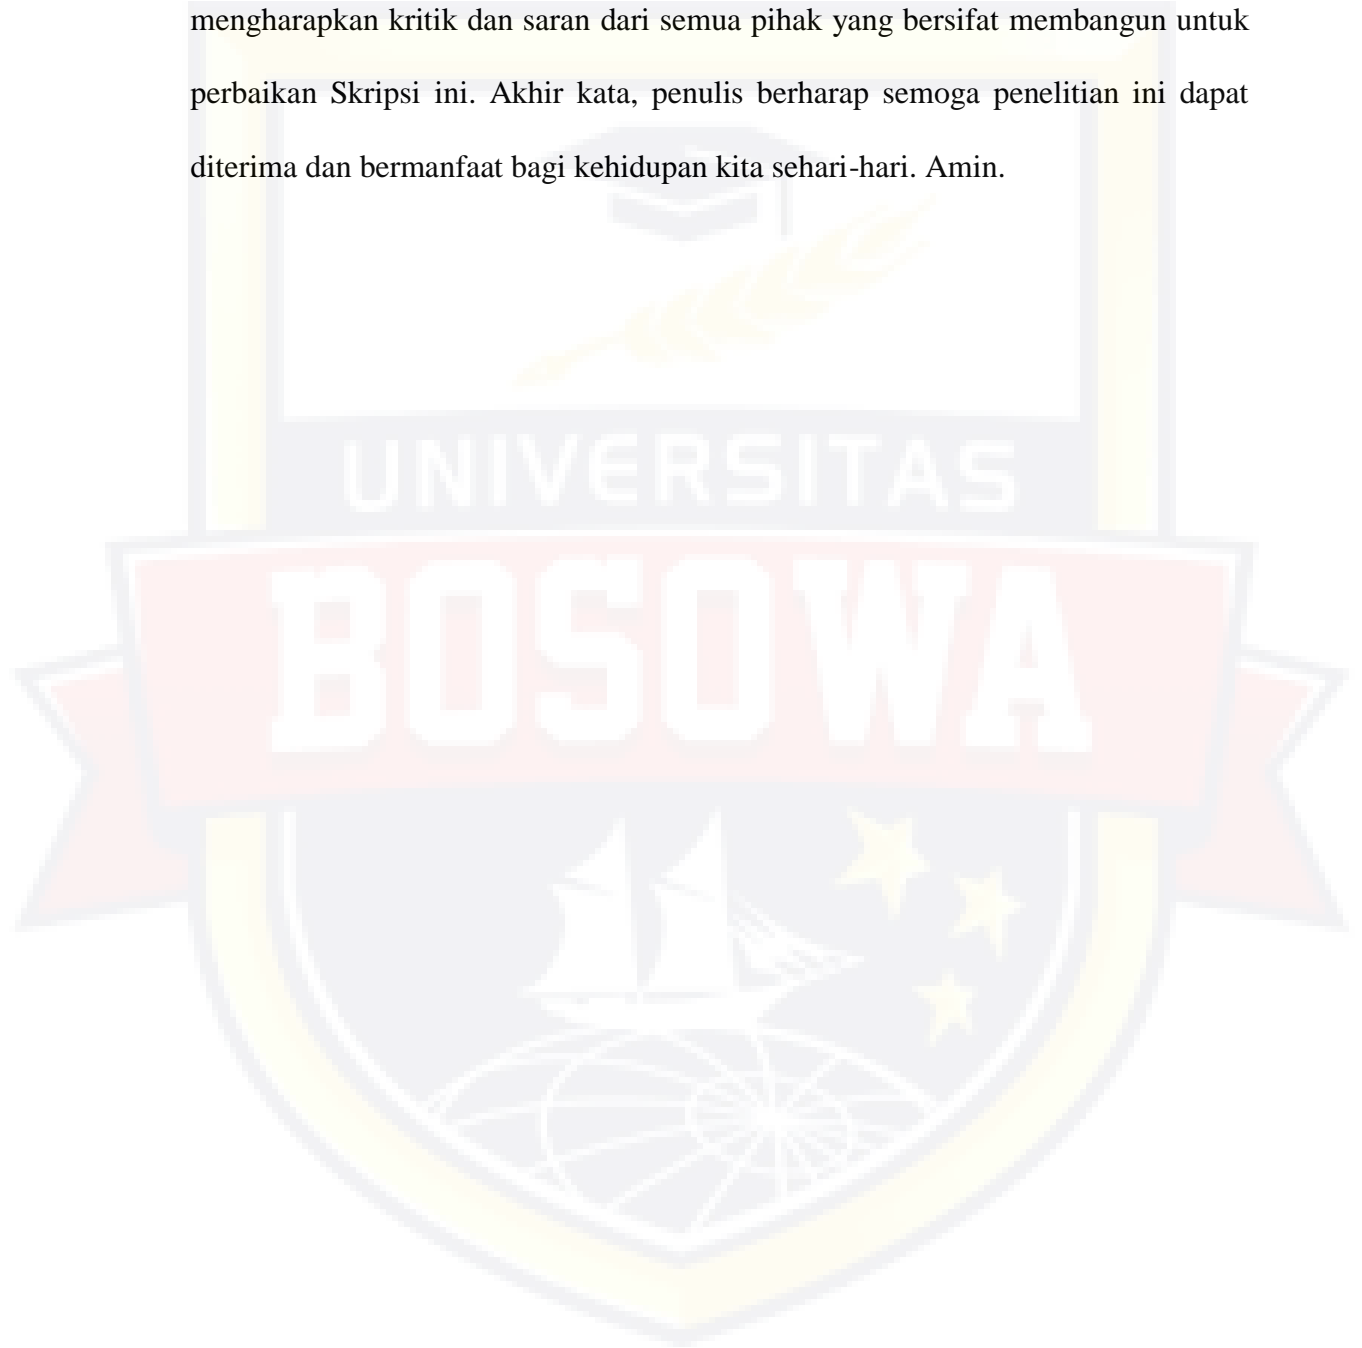 mengharapkan kritik dan saran dari semua pihak yang bersifat membangun untuk
perbaikan Skripsi ini. Akhir kata, penulis berharap semoga penelitian ini dapat
diterima dan bermanfaat bagi kehidupan kita sehari-hari. Amin.
UNIVERSITAS
BOSOWA